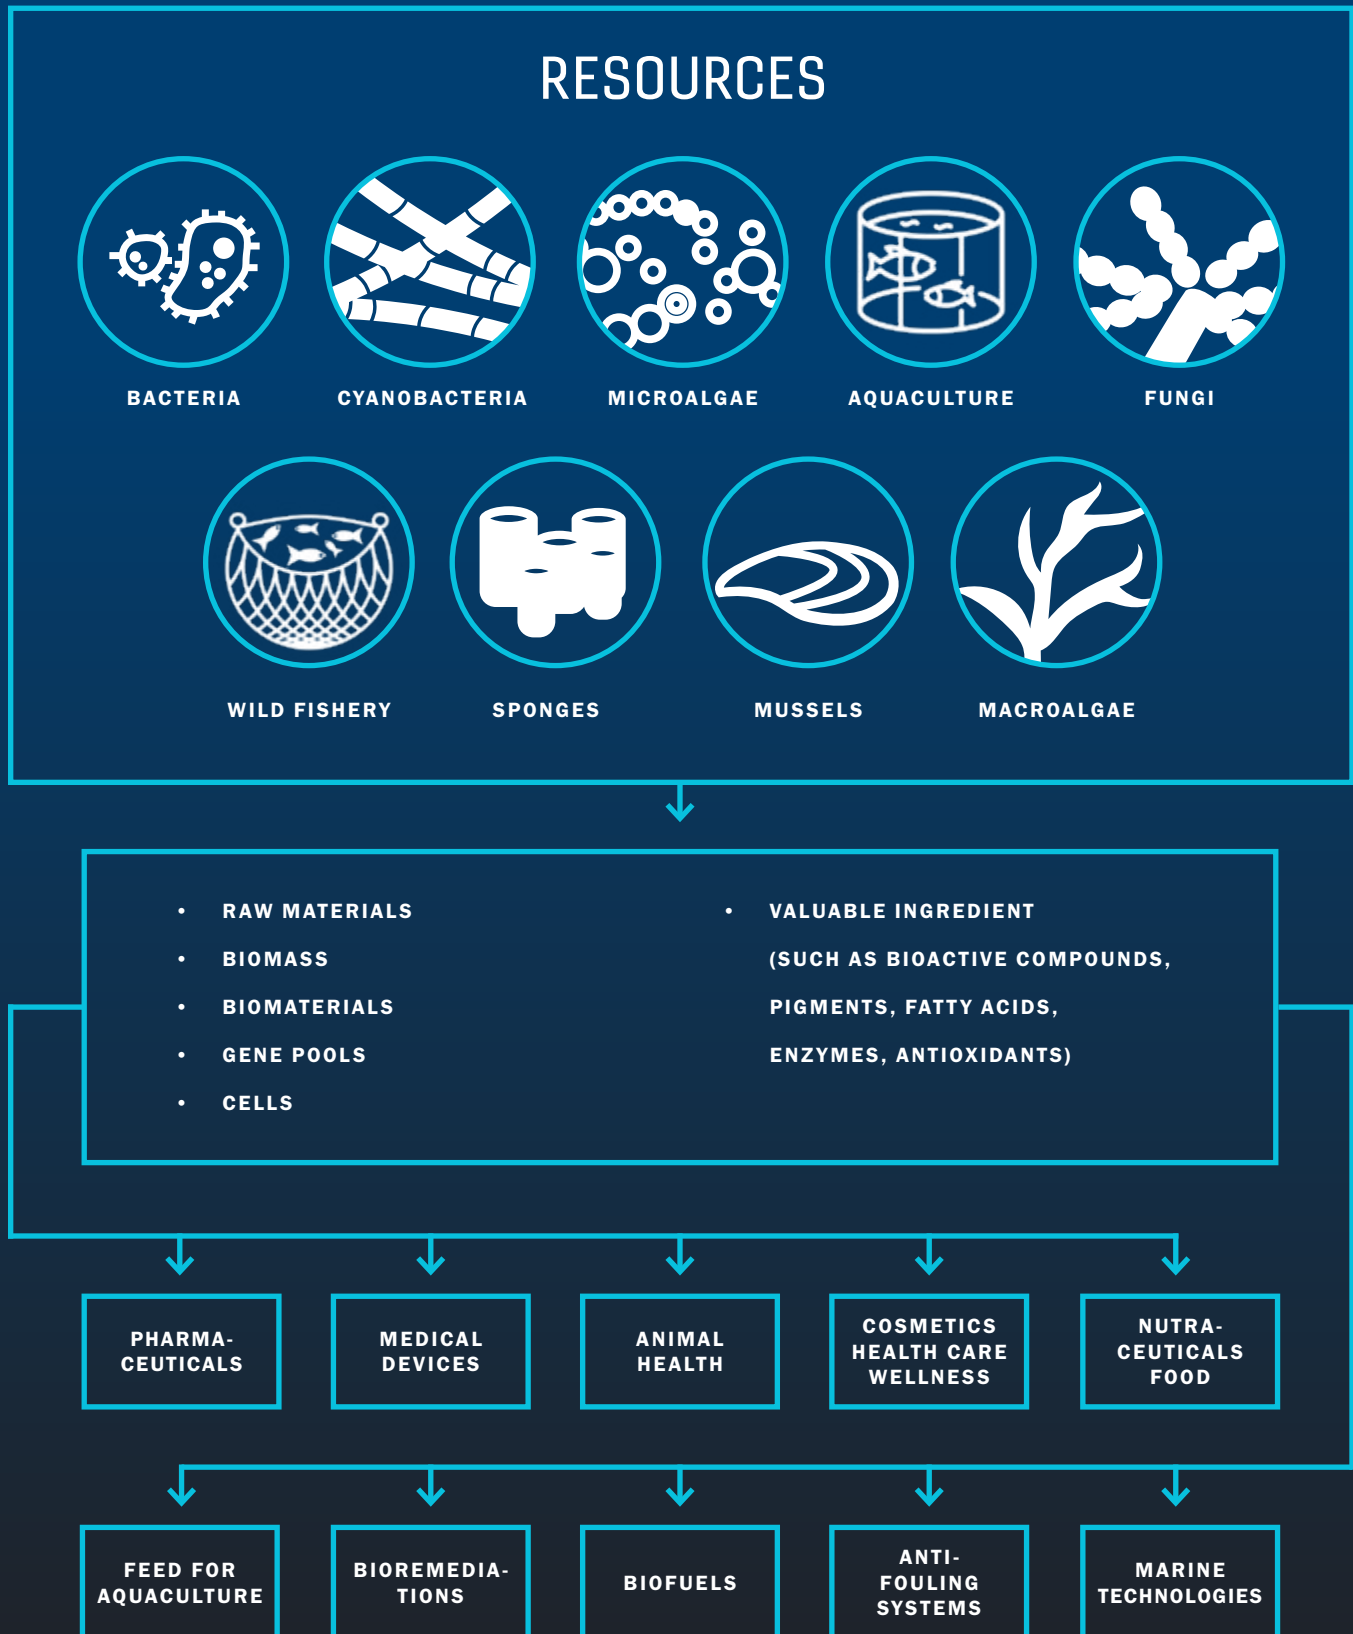 RESOURCES
BACTERIA
CYANOBACTERIA
MICROALGAE
AQUACULTURE
FUNGI
WILD FISHERY
SPONGES
MUSSELS
MACROALGAE
• RAW MATERIALS
• BIOMASS
• BIOMATERIALS
• GENE POOLS
• CELLS
• VALUABLE INGREDIENT
(SUCH AS BIOACTIVE COMPOUNDS,
PIGMENTS, FATTY ACIDS,
ENZYMES, ANTIOXIDANTS)
PHARMA-
CEUTICALS
MEDICAL
DEVICES
ANIMAL
HEALTH
COSMETICS
HEALTH CARE
WELLNESS
NUTRA-
CEUTICALS
FOOD
FEED FOR
AQUACULTURE
BIOREMEDIA-
TIONS
BIOFUELS
ANTI-
FOULING
SYSTEMS
MARINE
TECHNOLOGIES